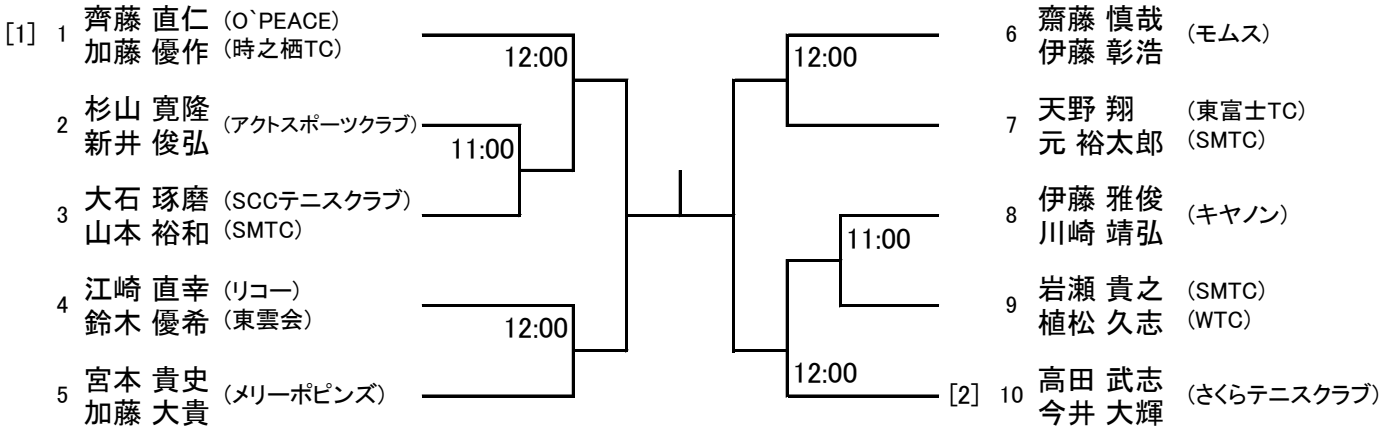 [1] 1 齊藤 直仁 (O`PEACE)
加藤 優作 (時之栖TC)
12:00
2 杉山 寛隆 (アクトスポーツクラブ)
新井 俊弘
11:00
3 大石 琢磨 (SCCテニスクラブ)
山本 裕和 (SMTC)
4 江崎 直幸 (リコー)
鈴木 優希 (東雲会)
12:00
5 宮本 貴史 (メリーポピンズ)
加藤 大貴
6 齋藤 慎哉 (モムス)
伊藤 彰浩
12:00
7 天野 翔 (東富士TC)
元 裕太郎 (SMTC)
8 伊藤 雅俊 (キヤノン)
川崎 靖弘
11:00
9 岩瀬 貴之 (SMTC)
植松 久志 (WTC)
12:00
[2] 10 高田 武志 (さくらテニスクラブ)
今井 大輝